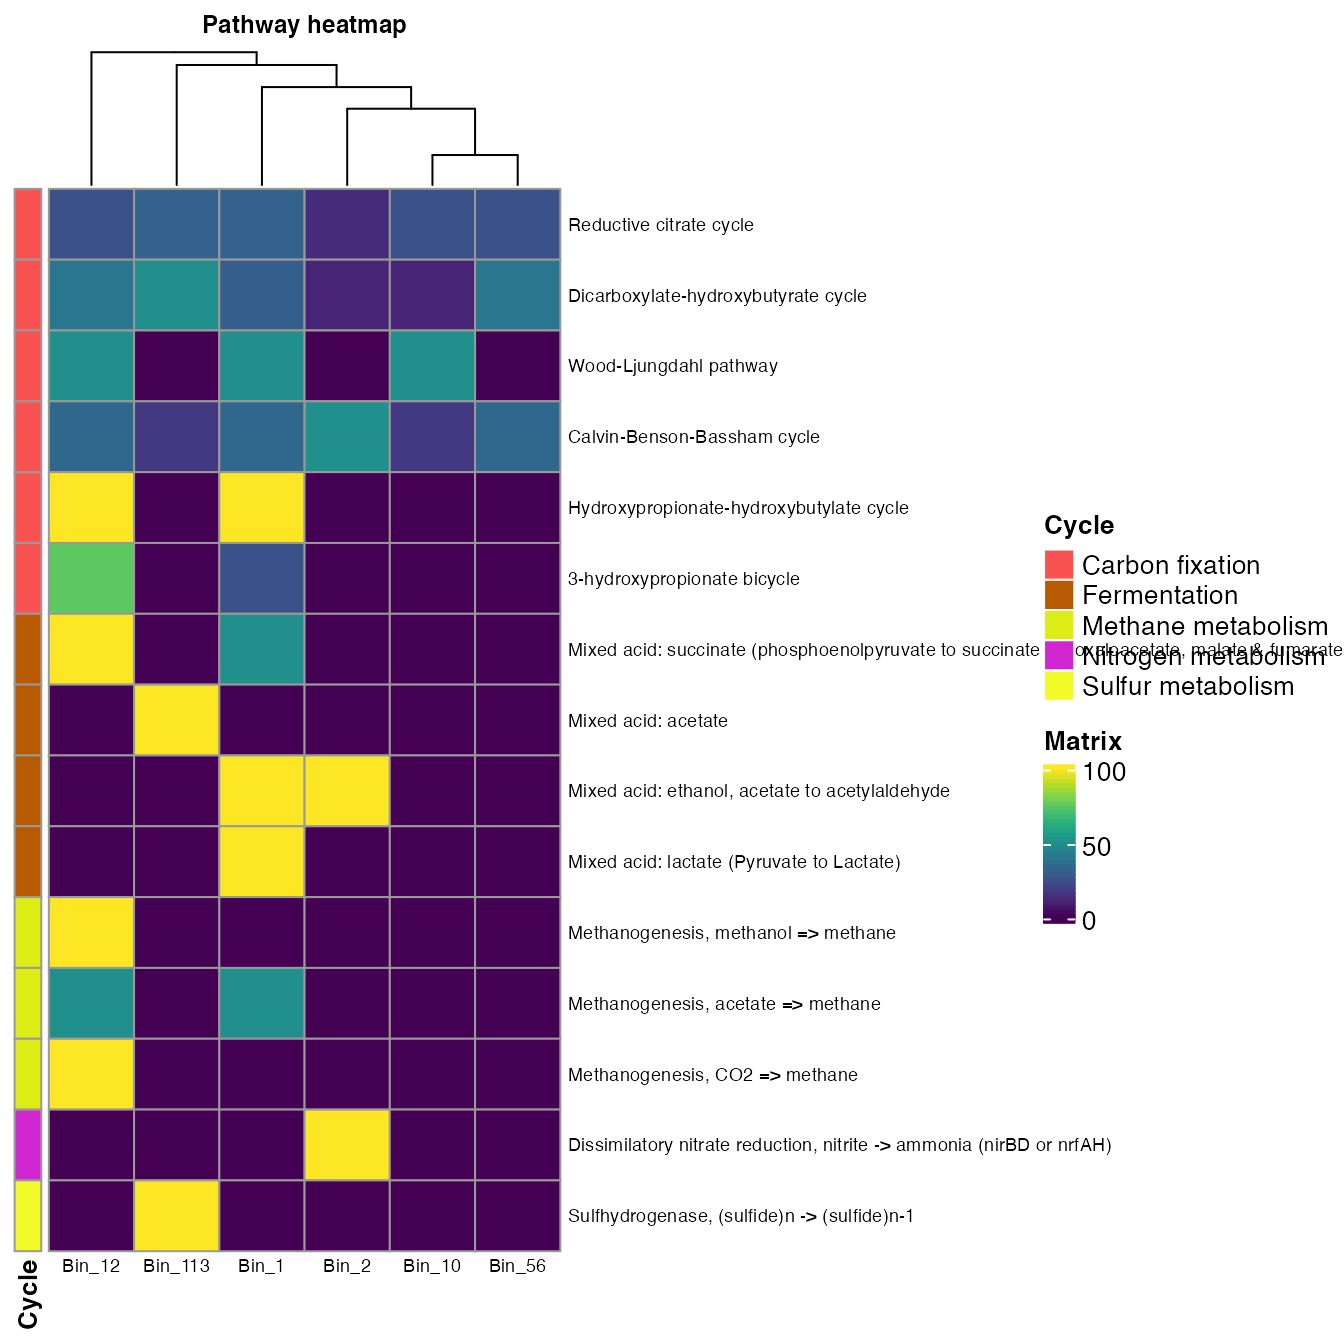 Pathway heatmap
Reductive citrate cycle
Dicarboxylate-hydroxybutyrate cycle
Wood-Ljungdahl pathway
Calvin-Benson-Bassham cycle
Hydroxypropionate-hydroxybutylate cycle
3-hydroxypropionate bicycle
Mixed acid: succinate (phosphoenolpyruvate to succinate oxaloacetate, malate & fumarate
Mixed acid: acetate
Mixed acid: ethanol, acetate to acetylaldehyde
Mixed acid: lactate (Pyruvate to Lactate)
Methanogenesis, methanol => methane
Methanogenesis, acetate => methane
Methanogenesis, CO2 => methane
Dissimilatory nitrate reduction, nitrite -> ammonia (nirBD or nrfAH)
Sulfhydrogenase, (sulfide)n -> (sulfide)n-1
Bin_12 Bin_113 Bin_1 Bin_2 Bin_10 Bin_56
Cycle
Cycle
Carbon fixation
Fermentation
Methane metabolism
Nitrogen metabolism
Sulfur metabolism
Matrix
100
50
0